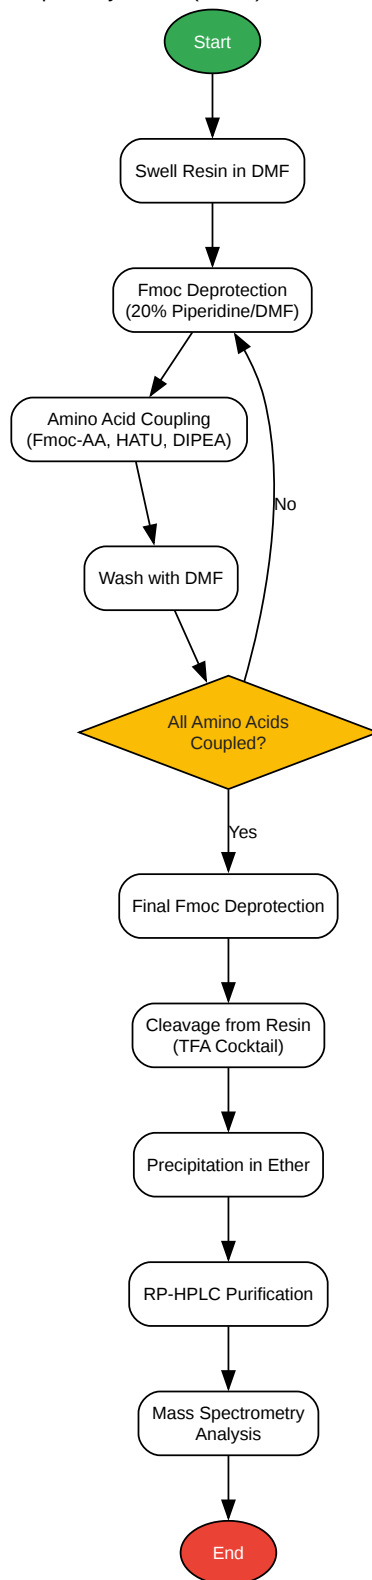 Start
Swell Resin in DMF
Fmoc Deprotection
(20% Piperidine/DMF)
Amino Acid Coupling
(Fmoc-AA, HATU, DIPEA)
No
Wash with DMF
All Amino Acids
Coupled?
Yes
Final Fmoc Deprotection
Cleavage from Resin
(TFA Cocktail)
Precipitation in Ether
RP-HPLC Purification
Mass Spectrometry
Analysis
End